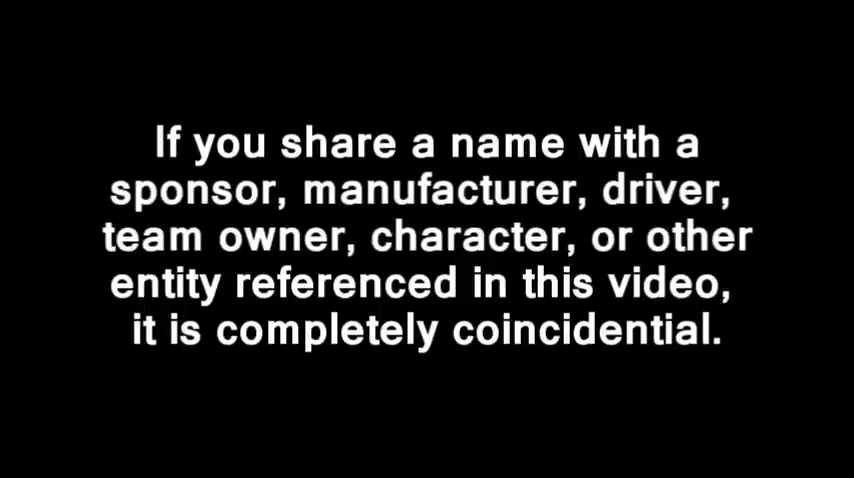 If you share a name with a
sponsor, manufacturer, driver,
team owner, character, or other
entity referenced in this video,
it is completely coincidential.